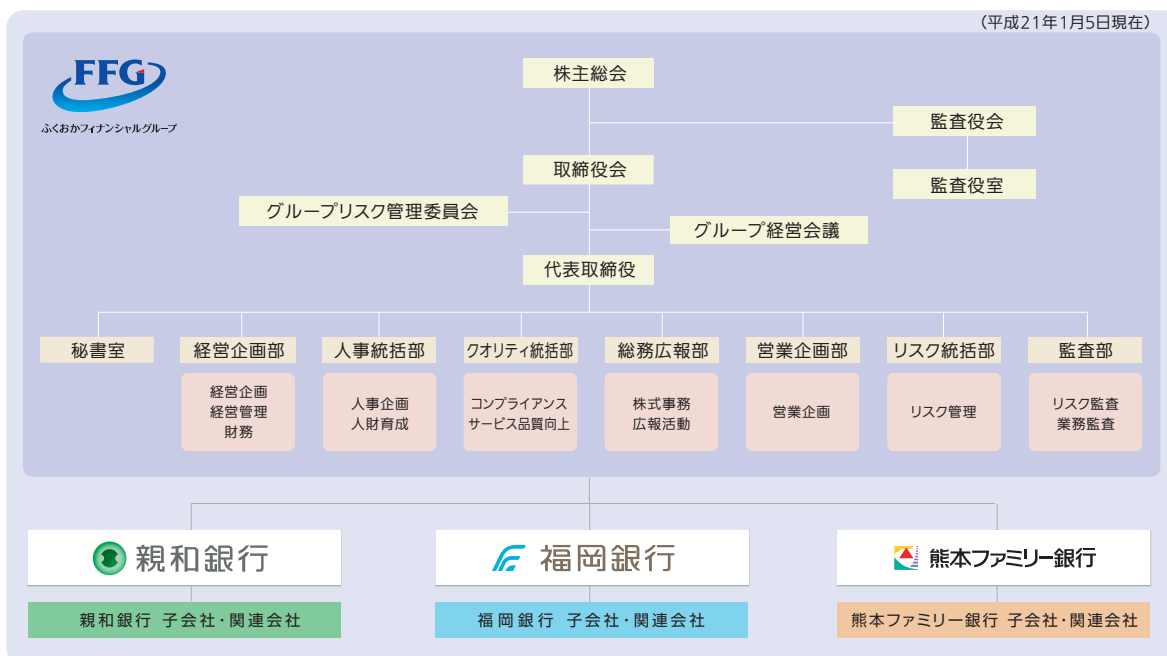 (平成21年1月5日現在)
FFG
ふくおかフィナンシャルグループ
株主総会
監査役会
取締役会
監査役室
グループリスク管理委員会
グループ経営会議
代表取締役
秘書室
経営企画部
人事統括部
クオリティ統括部
総務広報部
営業企画部
リスク統括部
監査部
経営企画
経営管理
財務
人事企画
人財育成
コンプライアンス
サービス品質向上
株式事務
広報活動
営業企画
リスク管理
リスク監査
業務監査
親和銀行
福岡銀行
熊本ファミリー銀行
親和銀行 子会社・関連会社
福岡銀行 子会社・関連会社
熊本ファミリー銀行 子会社・関連会社